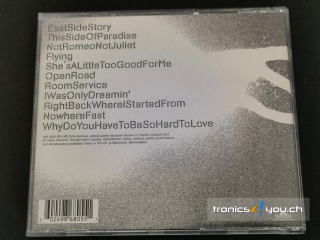 EastSideStory
ThisSideOfParadise
NotRomeoNotJuliet
Flying
She'sALittleTooGoodForMe
OpenRoad
RoomService
IWasOnlyDreamin'
RightBackWhereIStartedFrom
NowhereFast
WhyDoYouHaveToBeSoHardToLove
tronics4you.ch